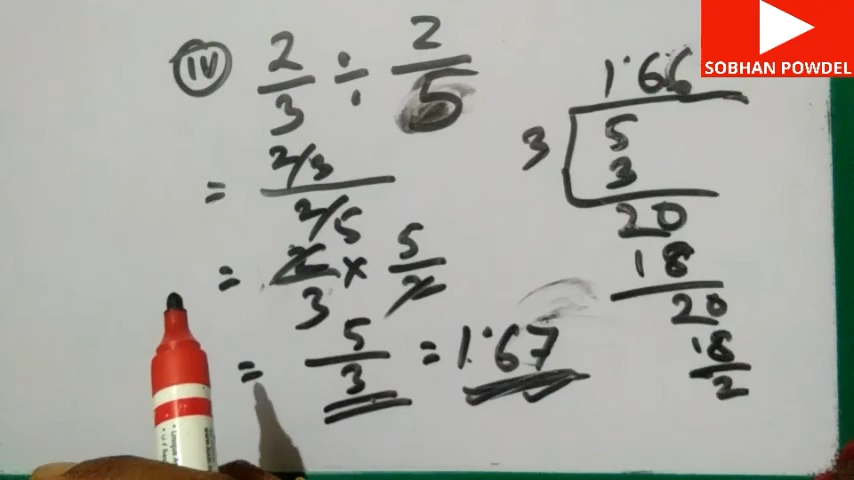 SOBHAN POWDEL
(iv) 2/3 ÷ 2/5
= 2/3 / 2/5
= 2/3 × 5/2
= 5/3 = 1.67
1.66
3 5
3
20
18
20
18
2